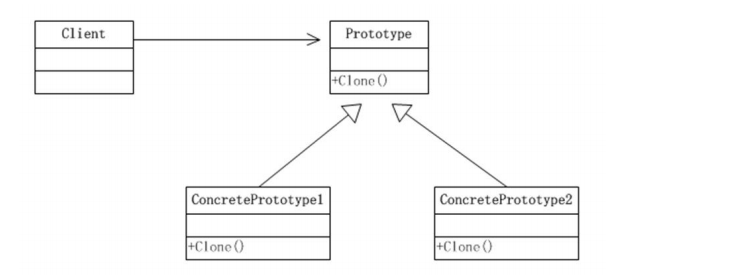 Client
Prototype
+Clone()
ConcretePrototype1
+Clone()
ConcretePrototype2
+Clone()